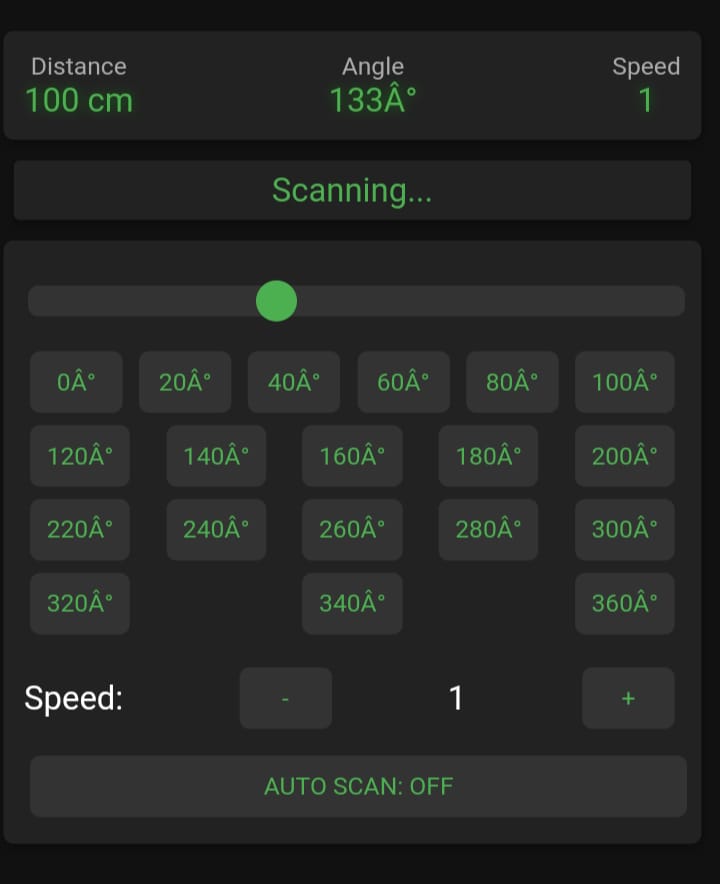 Distance Angle Speed
100 cm 133Â° 1
Scanning...
0Â° 20Â° 40Â° 60Â° 80Â° 100Â°
120Â° 140Â° 160Â° 180Â° 200Â°
220Â° 240Â° 260Â° 280Â° 300Â°
320Â° 340Â° 360Â°
Speed: - 1 +
AUTO SCAN: OFF